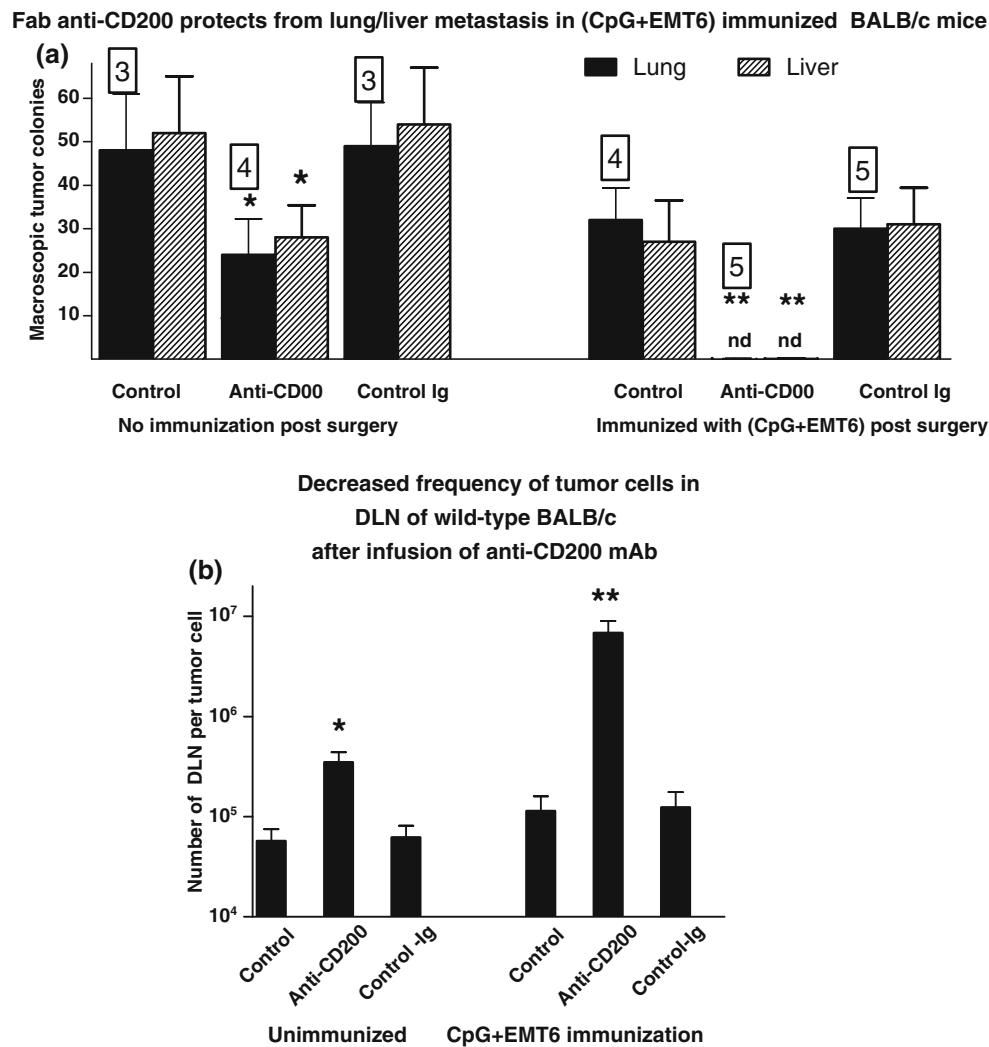 Fab anti-CD200 protects from lung/liver metastasis in (CpG+EMT6) immunized BALB/c mice
(a)
Lung Liver
Macroscopic tumor colonies
60
50
40
30
20
10
3
4
* *
3
4
5
** **
nd nd
5
Control Anti-CD00 Control Ig Control Anti-CD00 Control Ig
No immunization post surgery Immunized with (CpG+EMT6) post surgery
Decreased frequency of tumor cells in
DLN of wild-type BALB/c
after infusion of anti-CD200 mAb
(b)
Number of DLN per tumor cell
10⁷
10⁶
10⁵
10⁴
*
**
Control Anti-CD200 Control -Ig Control Anti-CD200 Control-Ig
Unimmunized CpG+EMT6 immunization